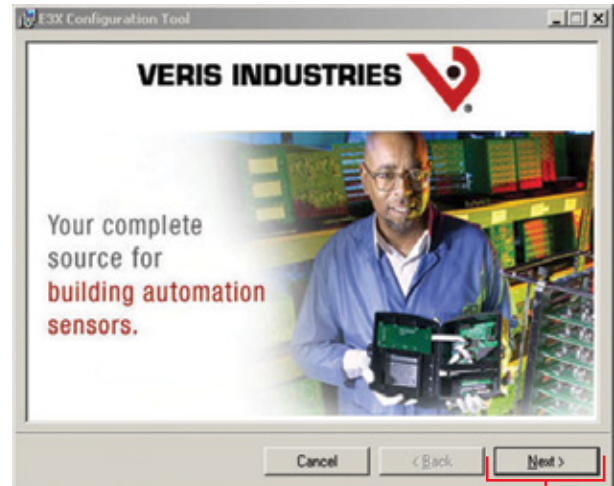 E3X Configuration Tool
VERIS INDUSTRIES
®
Your complete
source for
building automation
sensors.
Cancel
< Back
Next >